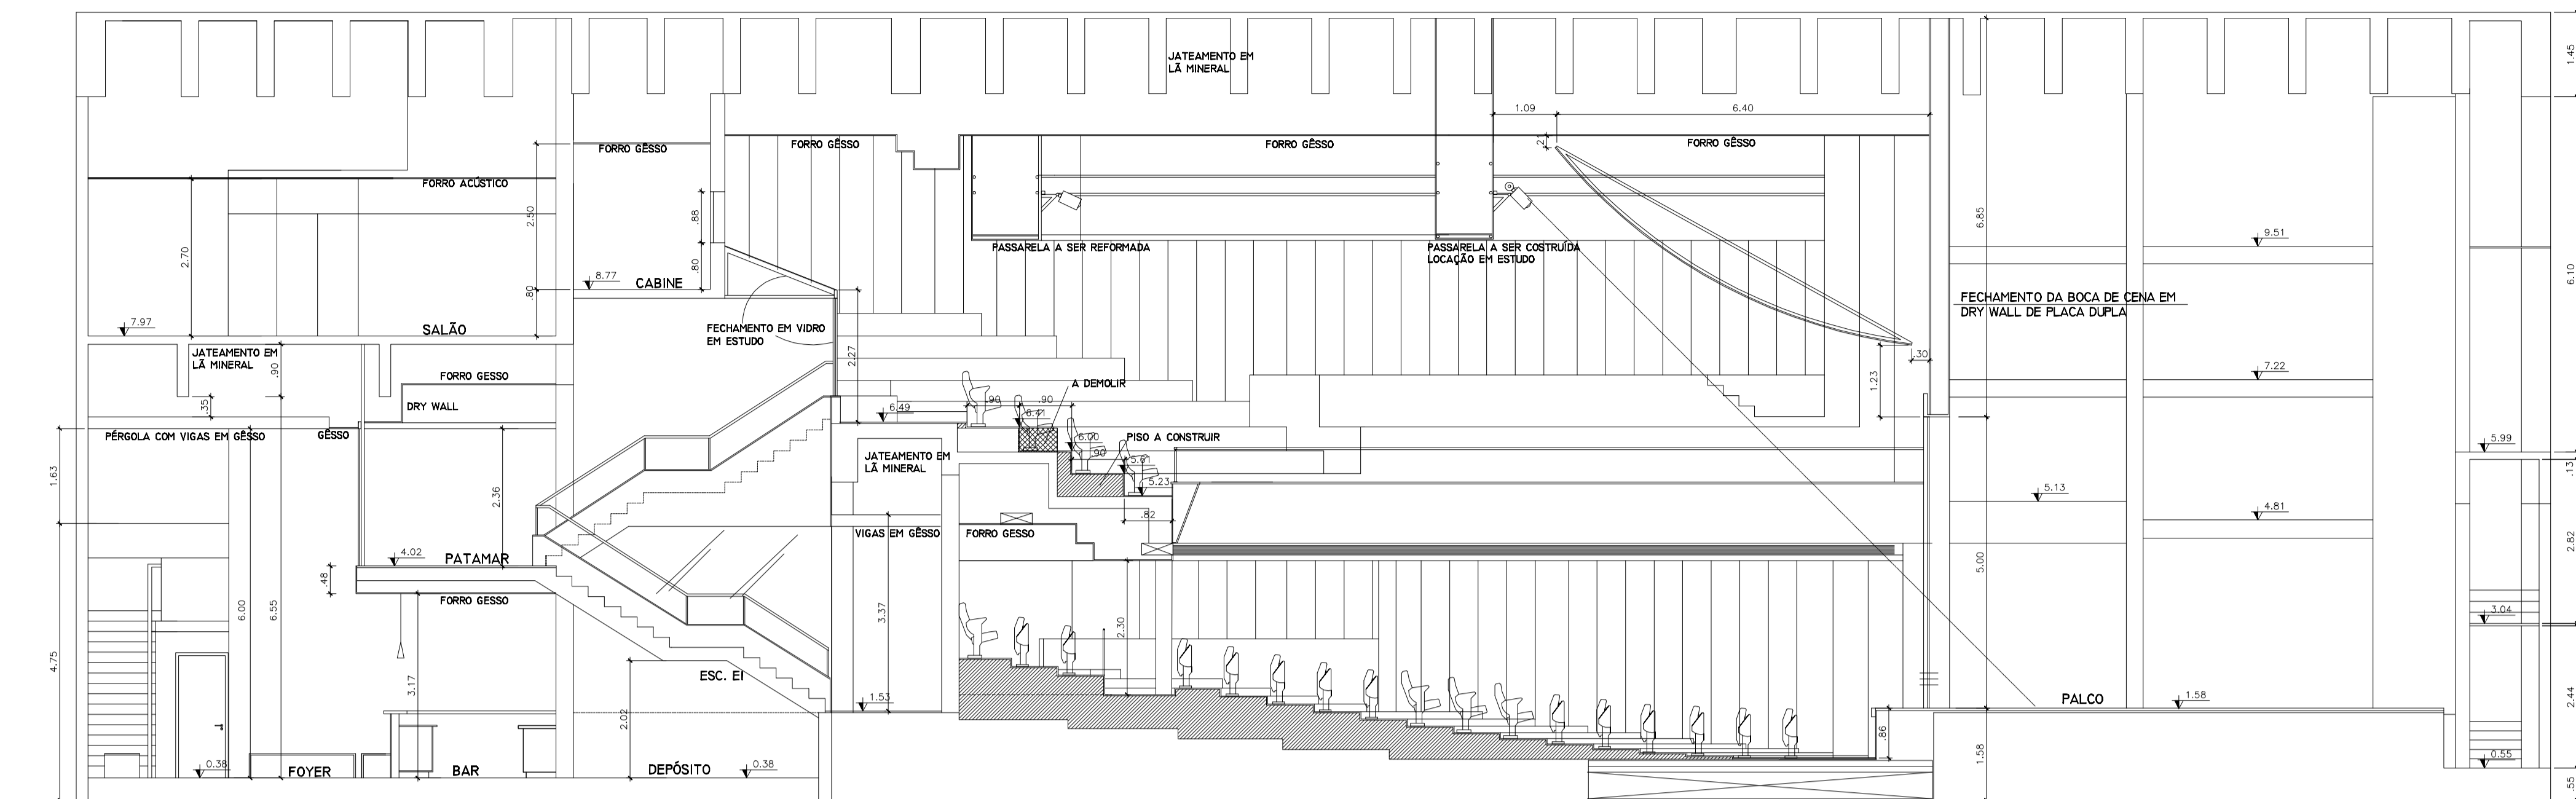 JATEAMENTO EM
LÃ MINERAL
1.45
1.09
6.40
.21
FORRO GÊSSO
FORRO GÊSSO
FORRO GÊSSO
FORRO GÊSSO
FORRO ACÚSTICO
2.50
.88
2.70
.80
.80
6.85
9.51
6.10
PASSARELA A SER REFORMADA
PASSARELA A SER COSTRUÍDA
LOCAÇÃO EM ESTUDO
8.77
CABINE
FECHAMENTO DA BOCA DE CENA EM
DRY WALL DE PLACA DUPLA
7.97
SALÃO
FECHAMENTO EM VIDRO
EM ESTUDO
2.27
JATEAMENTO EM
LÃ MINERAL
.90
.30
FORRO GESSO
7.22
1.23
A DEMOLIR
.35
DRY WALL
.90
.90
6.49
6.41
PÉRGOLA COM VIGAS EM GÊSSO
GÊSSO
6.00
PISO A CONSTRUIR
5.99
JATEAMENTO EM
LÃ MINERAL
.90
5.61
.13
1.63
2.36
5.23
5.13
4.81
.82
VIGAS EM GÊSSO
FORRO GESSO
2.82
4.02
PATAMAR
5.00
.48
FORRO GESSO
6.00
6.55
3.37
2.30
3.04
4.75
3.17
ESC. EI
1.53
PALCO
1.58
2.44
2.02
.86
1.58
0.38
FOYER
BAR
DEPÓSITO
0.38
0.55
.55